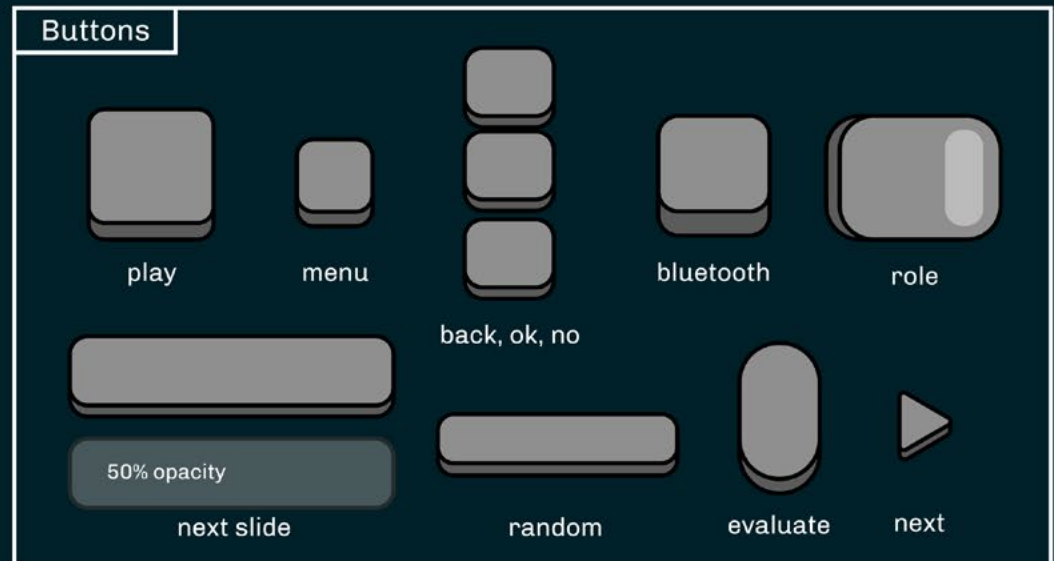 Buttons
play
menu
back, ok, no
bluetooth
role
50% opacity
next slide
random
evaluate
next